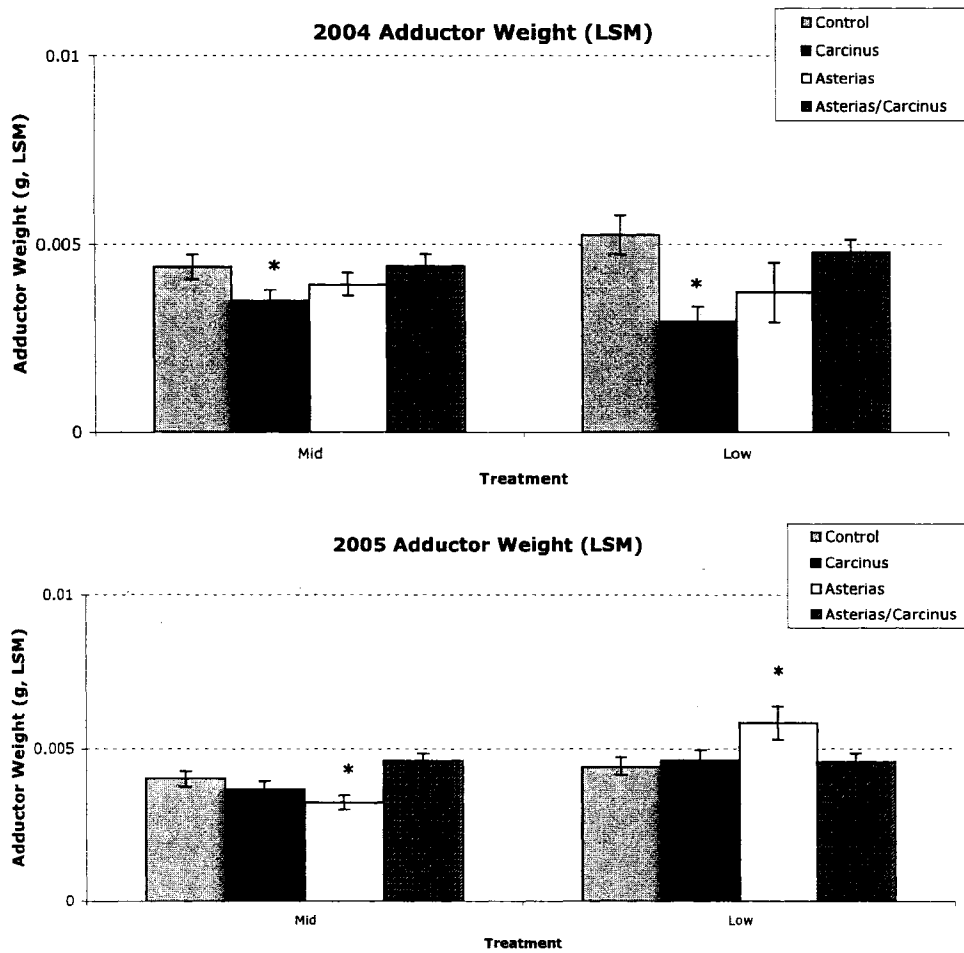 2004 Adductor Weight (LSM)
Control
Carcinus
Asterias
Asterias/Carcinus
Adductor Weight (g, LSM)
0.01
0.005
0
*
*
Mid
Low
Treatment
2005 Adductor Weight (LSM)
Control
Carcinus
Asterias
Asterias/Carcinus
Adductor Weight (g, LSM)
0.01
0.005
0
*
*
Mid
Low
Treatment